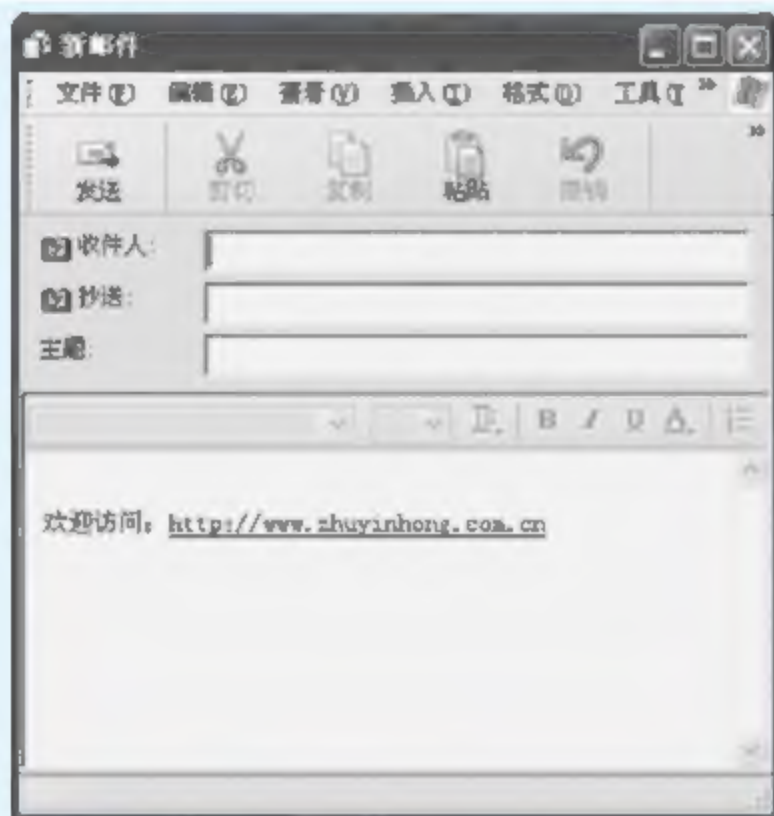 新邮件
文件(F) 编辑(E) 查看(V) 插入(I) 格式(O) 工具(T »
发送 剪切 复制 粘贴 撤销 »
收件人:
抄送:
主题:
B I U A
欢迎访问：http://www.zhuyinhong.com.cn